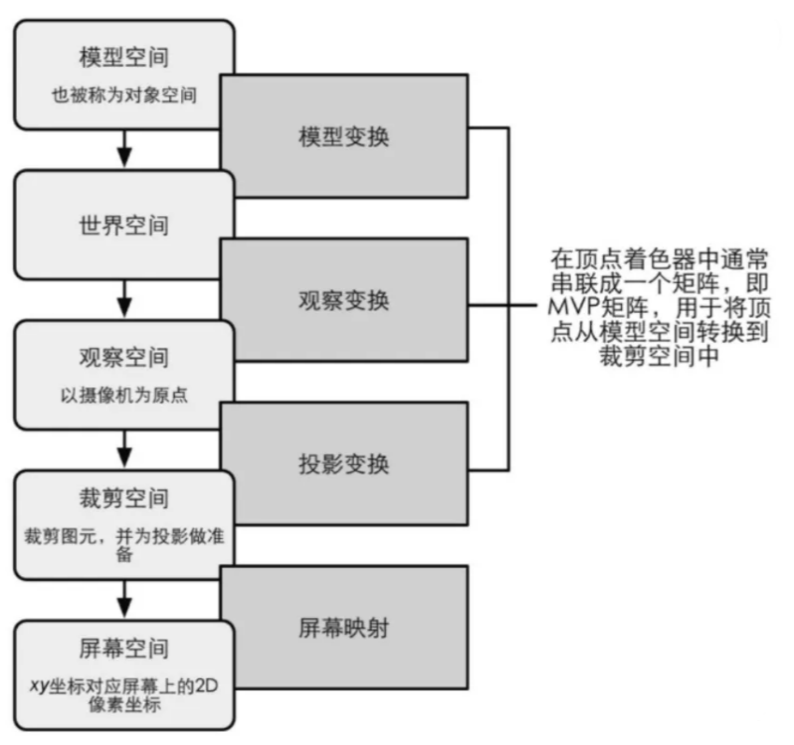 模型空间
也被称为对象空间
模型变换
世界空间
观察变换
在顶点着色器中通常
串联成一个矩阵，即
MVP矩阵，用于将顶
点从模型空间转换到
裁剪空间中
观察空间
以摄像机为原点
投影变换
裁剪空间
裁剪图元，并为投影做准
备
屏幕映射
屏幕空间
xy坐标对应屏幕上的2D
像素坐标